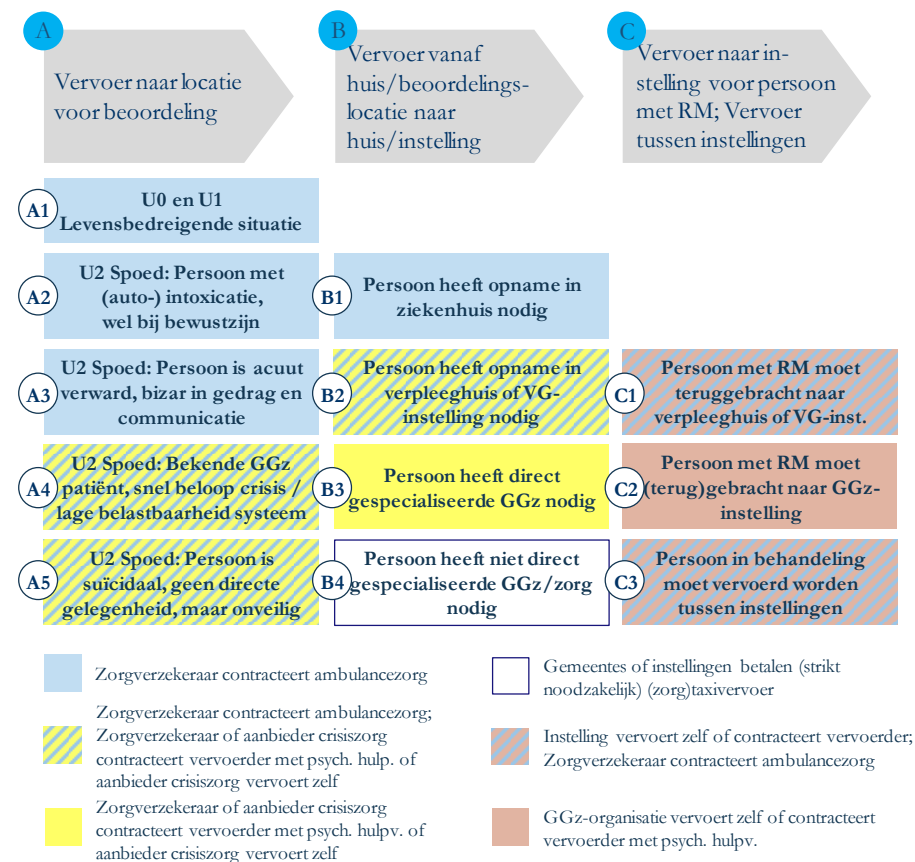 A
Vervoer naar locatie
voor beoordeling
B
Vervoer vanaf
huis/beoordelings-
locatie naar
huis/instelling
C
Vervoer naar in-
stelling voor persoon
met RM; Vervoer
tussen instellingen
A1
U0 en U1
Levensbedreigende situatie
A2
U2 Spoed: Persoon met
(auto-) intoxicatie,
wel bij bewustzijn
B1
Persoon heeft opname in
ziekenhuis nodig
A3
U2 Spoed: Persoon is acuut
verward, bizar in gedrag en
communicatie
B2
Persoon heeft opname in
verpleeghuis of VG-
instelling nodig
C1
Persoon met RM moet
teruggebracht naar
verpleeghuis of VG-inst.
A4
U2 Spoed: Bekende GGz
patiënt, snel beloop crisis /
lage belastbaarheid systeem
B3
Persoon heeft direct
gespecialiseerde GGz nodig
C2
Persoon met RM moet
(terug)gebracht naar GGz-
instelling
A5
U2 Spoed: Persoon is
suïcidaal, geen directe
gelegenheid, maar onveilig
B4
Persoon heeft niet direct
gespecialiseerde GGz/zorg
nodig
C3
Persoon in behandeling
moet vervoerd worden
tussen instellingen
Zorgverzekeraar contracteert ambulancezorg
Zorgverzekeraar contracteert ambulancezorg;
Zorgverzekeraar of aanbieder crisiszorg
contracteert vervoerder met psych. hulp. of
aanbieder crisiszorg vervoert zelf
Zorgverzekeraar of aanbieder crisiszorg
contracteert vervoerder met psych. hulpv. of
aanbieder crisiszorg vervoert zelf
Gemeentes of instellingen betalen (strikt
noodzakelijk) (zorg)taxivervoer
Instelling vervoert zelf of contracteert vervoerder;
Zorgverzekeraar contracteert ambulancezorg
GGz-organisatie vervoert zelf of contracteert
vervoerder met psych. hulpv.